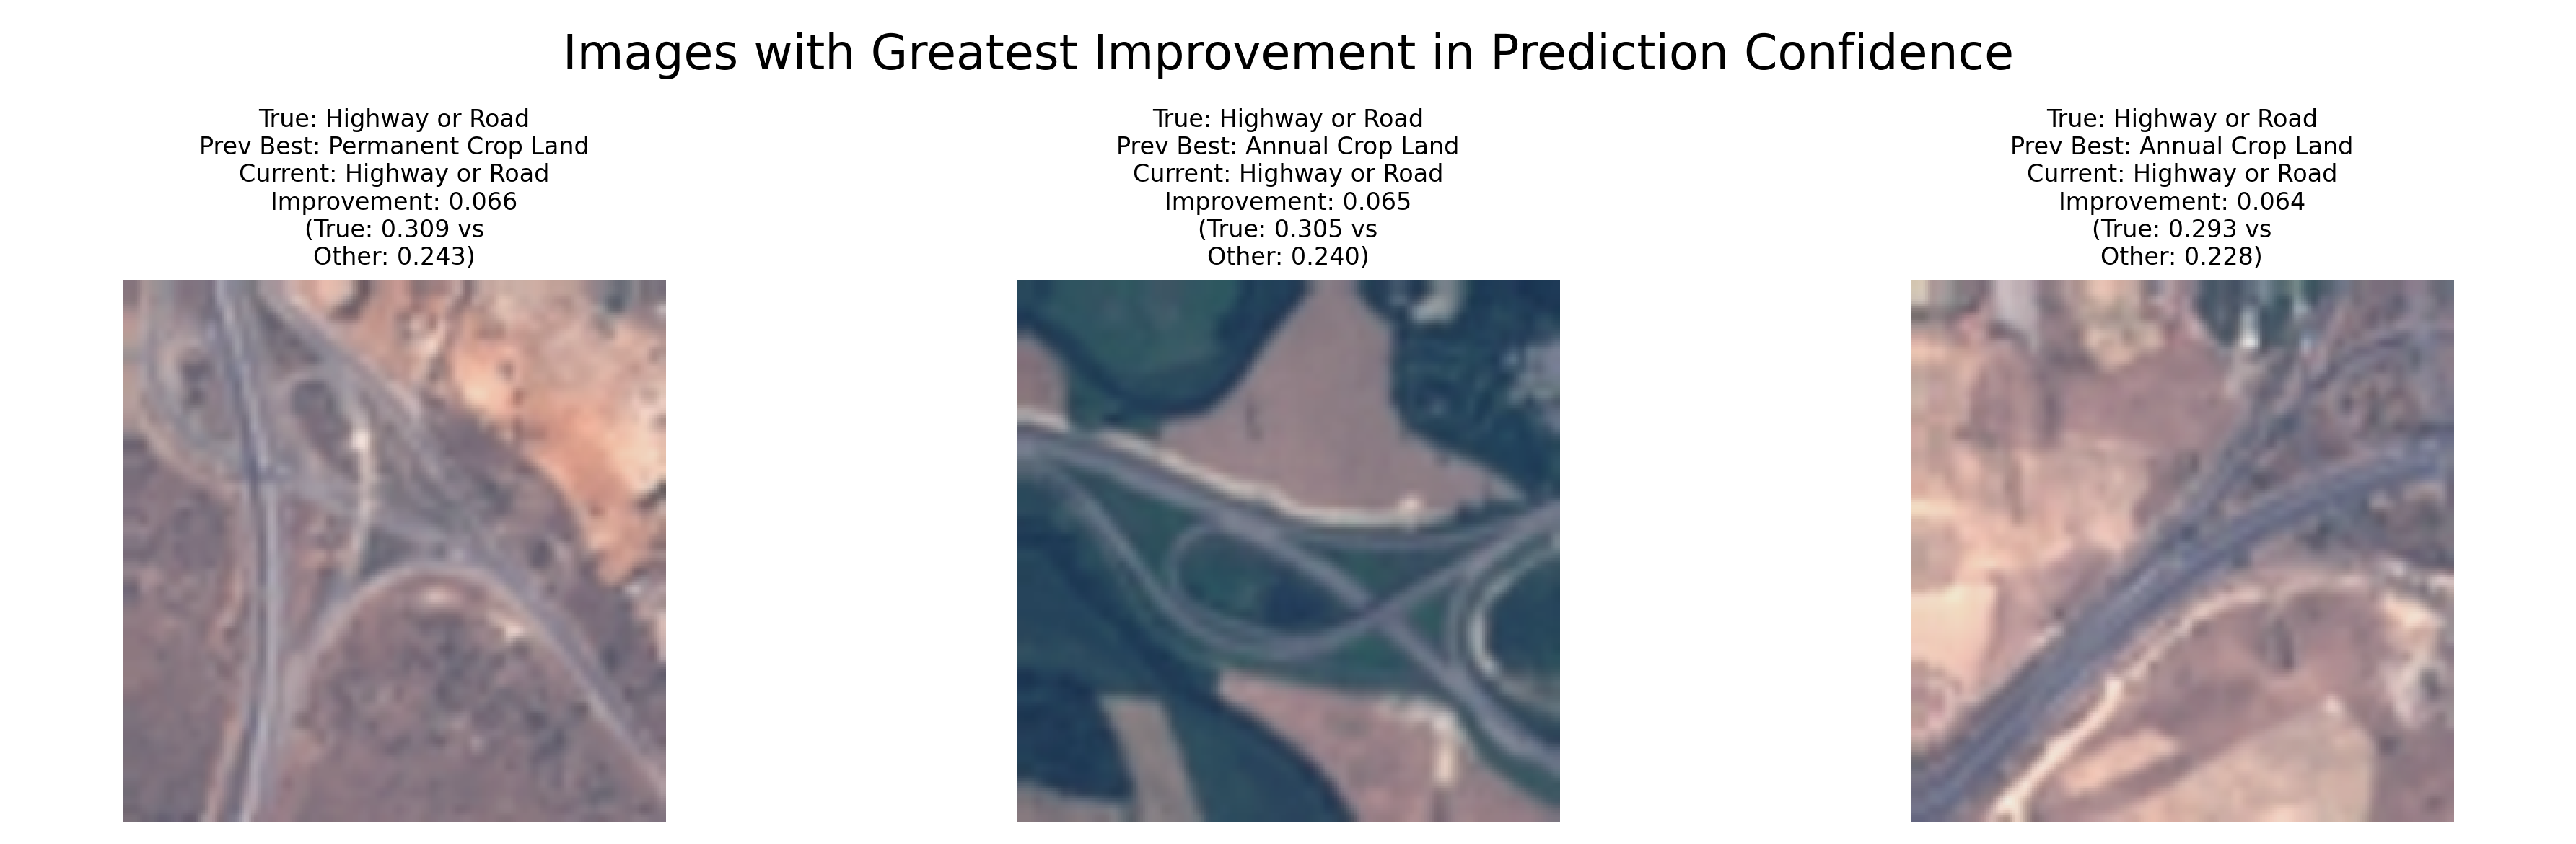 Images with Greatest Improvement in Prediction Confidence
True: Highway or Road
Prev Best: Permanent Crop Land
Current: Highway or Road
Improvement: 0.066
(True: 0.309 vs
Other: 0.243)
True: Highway or Road
Prev Best: Annual Crop Land
Current: Highway or Road
Improvement: 0.065
(True: 0.305 vs
Other: 0.240)
True: Highway or Road
Prev Best: Annual Crop Land
Current: Highway or Road
Improvement: 0.064
(True: 0.293 vs
Other: 0.228)